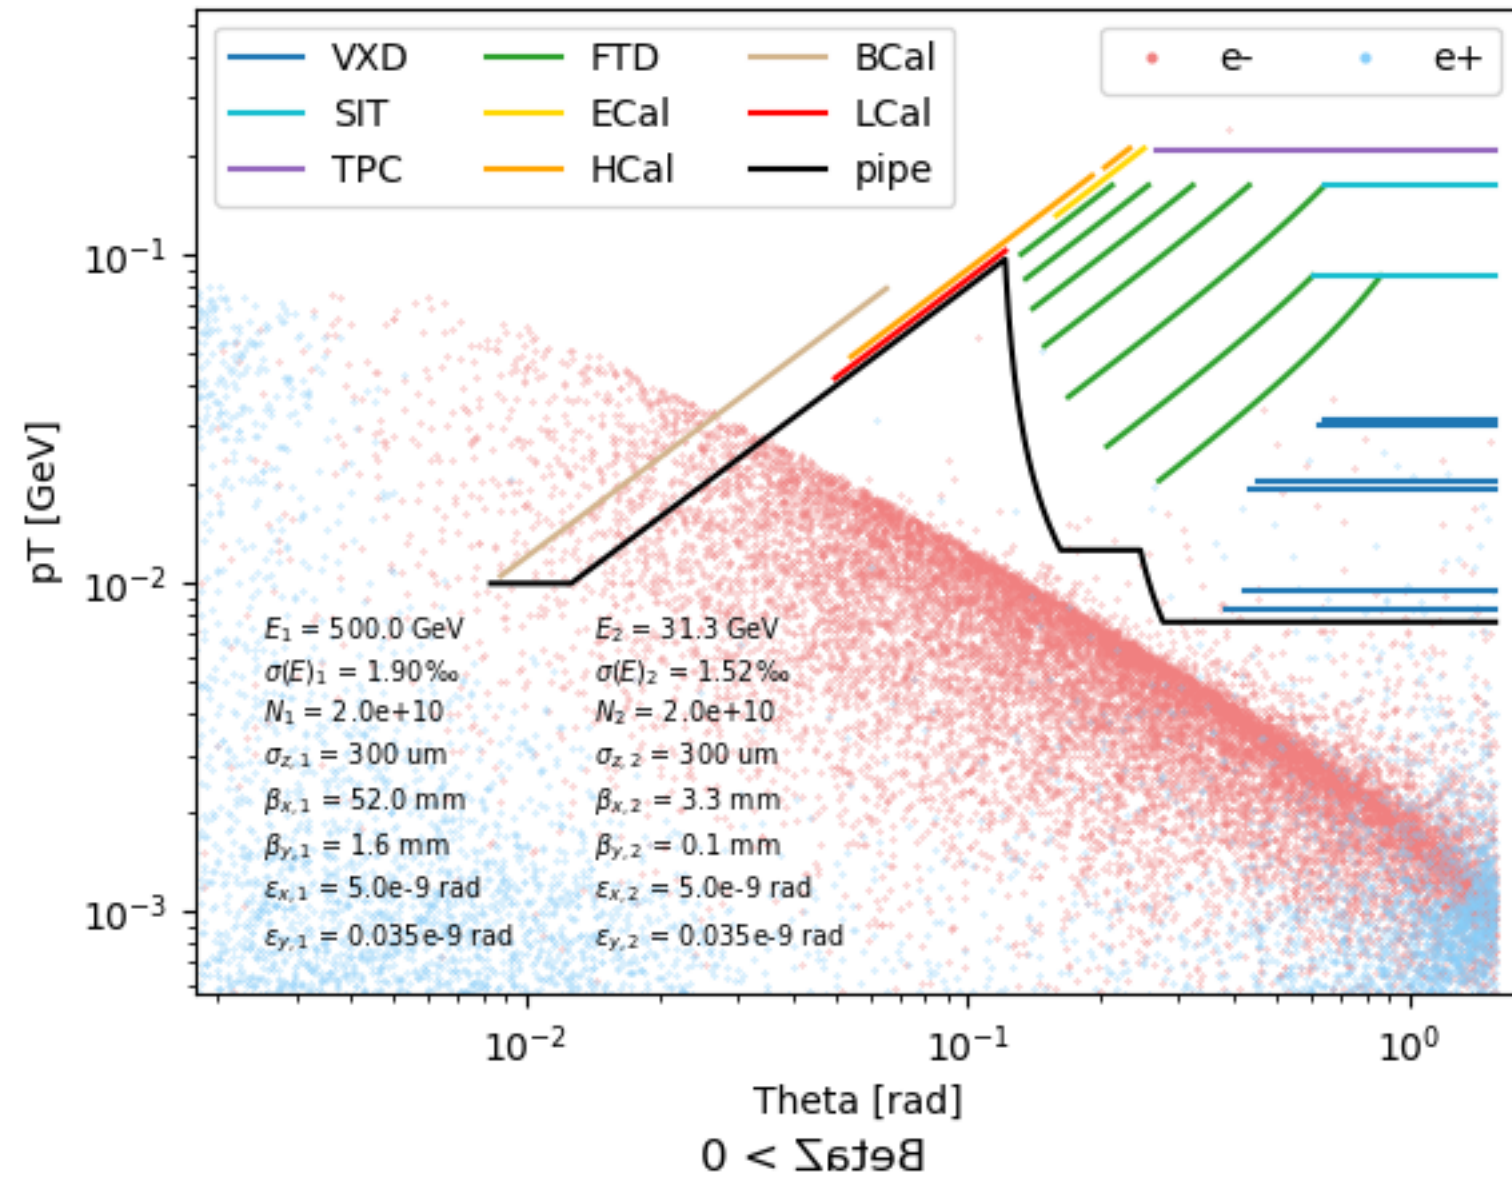 VXD FTD BCal
SIT ECal LCal
TPC HCal pipe
e- e+
pT [GeV]
10⁻¹
10⁻²
10⁻³
E₁ = 500.0 GeV E₂ = 31.3 GeV
σ(E)₁ = 1.90‰ σ(E)₂ = 1.52‰
N₁ = 2.0e+10 N₂ = 2.0e+10
σz,1 = 300 um σz,2 = 300 um
βx,1 = 52.0 mm βx,2 = 3.3 mm
βy,1 = 1.6 mm βy,2 = 0.1 mm
εx,1 = 5.0e-9 rad εx,2 = 5.0e-9 rad
εy,1 = 0.035e-9 rad εy,2 = 0.035e-9 rad
10⁻² 10⁻¹ 10⁰
Theta [rad]
BetaZ > 0